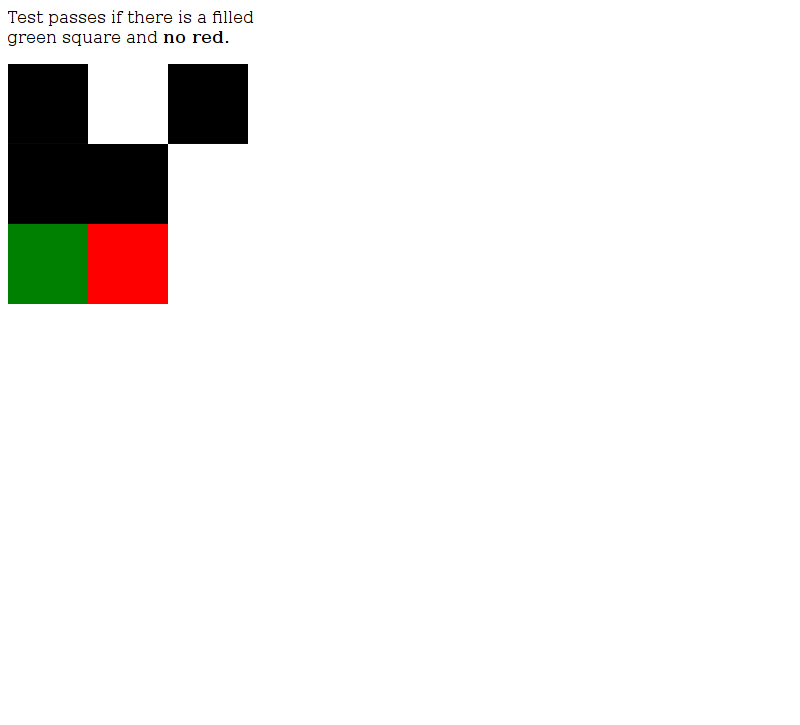 Test passes if there is a filled
green square and no red.